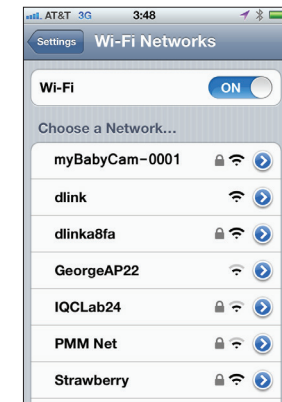 AT&T 3G 3:48
Settings Wi-Fi Networks
Wi-Fi ON
Choose a Network...
myBabyCam-0001
dlink
dlinka8fa
GeorgeAP22
IQCLab24
PMM Net
Strawberry